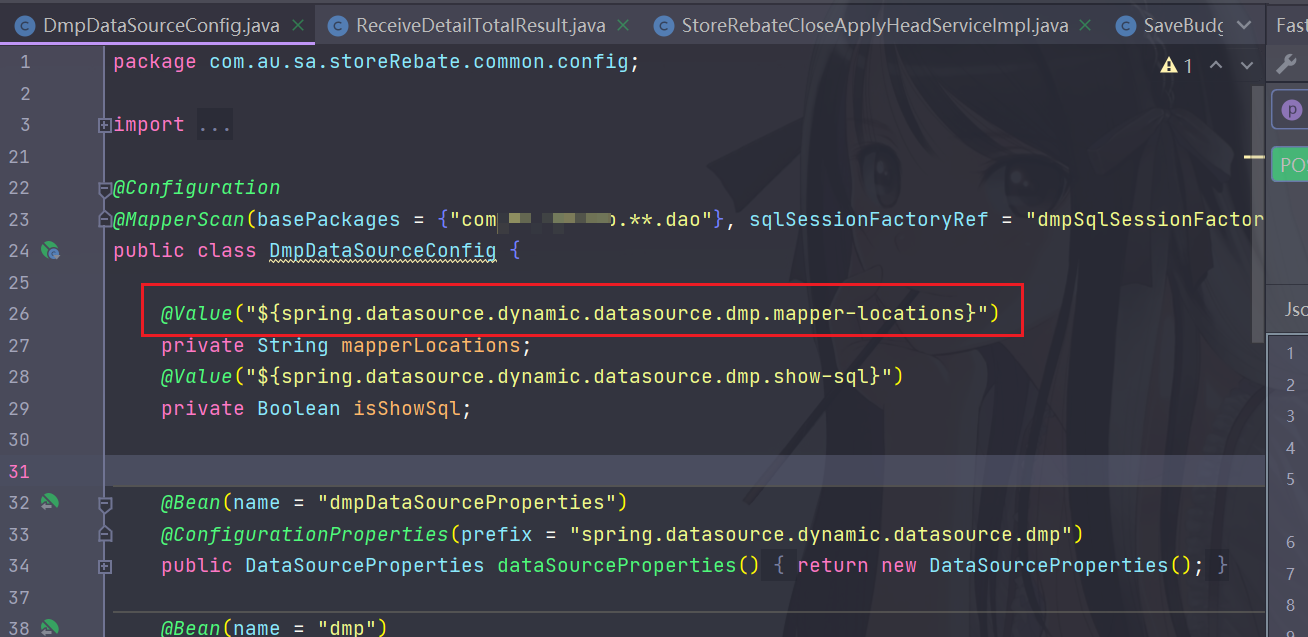 DmpDataSourceConfig.java ReceiveDetailTotalResult.java StoreRebateCloseApplyHeadServiceImpl.java SaveBudg Fast
1 package com.au.sa.storeRebate.common.config; 1
2
3 import ...
21
22 @Configuration
23 @MapperScan(basePackages = {"com .**.dao"}, sqlSessionFactoryRef = "dmpSqlSessionFactor
24 public class DmpDataSourceConfig {
25
26 @Value("${spring.datasource.dynamic.datasource.dmp.mapper-locations}")
27 private String mapperLocations;
28 @Value("${spring.datasource.dynamic.datasource.dmp.show-sql}")
29 private Boolean isShowSql;
30
31
32 @Bean(name = "dmpDataSourceProperties")
33 @ConfigurationProperties(prefix = "spring.datasource.dynamic.datasource.dmp")
34 public DataSourceProperties dataSourceProperties() { return new DataSourceProperties(); }
37
38 @Bean(name = "dmp")
p
POS
Jso
1
2
3
4
5
6
7
8